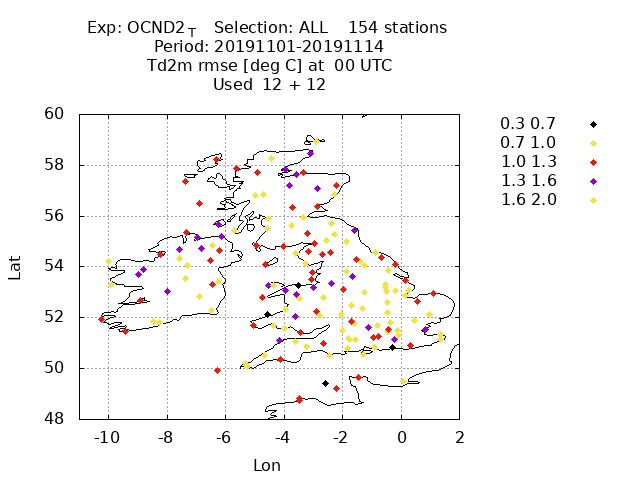 Exp: OCND2 T Selection: ALL 154 stations
Period: 20191101-20191114
Td2m rmse [deg C] at 00 UTC
Used 12 + 12
0.3 0.7
0.7 1.0
1.0 1.3
1.3 1.6
1.6 2.0
Lat
60
58
56
54
52
50
48
-10 -8 -6 -4 -2 0 2
Lon